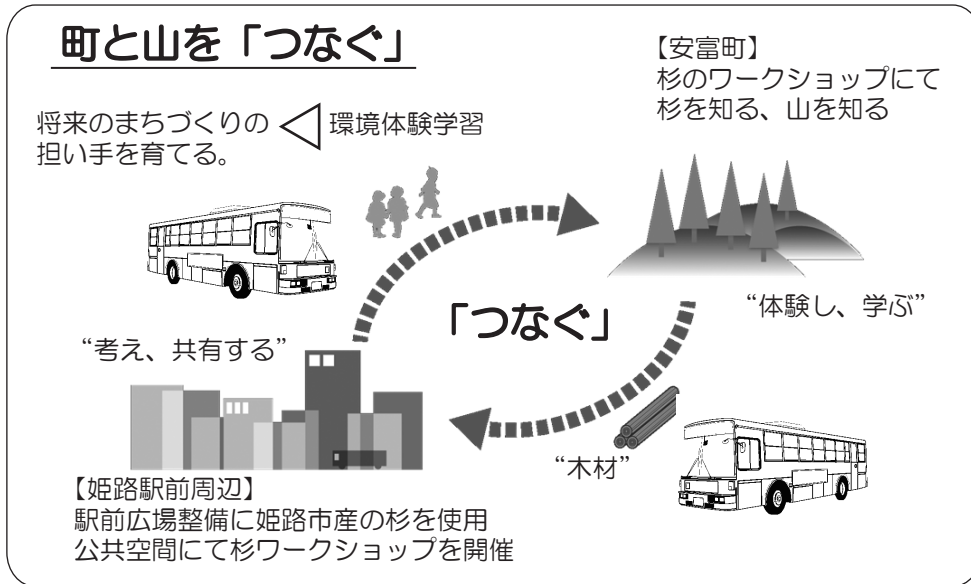 町と山を「つなぐ」
【安富町】
杉のワークショップにて
杉を知る、山を知る
将来のまちづくりの
担い手を育てる。
環境体験学習
“体験し、学ぶ”
「つなぐ」
“考え、共有する”
“木材”
【姫路駅前周辺】
駅前広場整備に姫路市産の杉を使用
公共空間にて杉ワークショップを開催